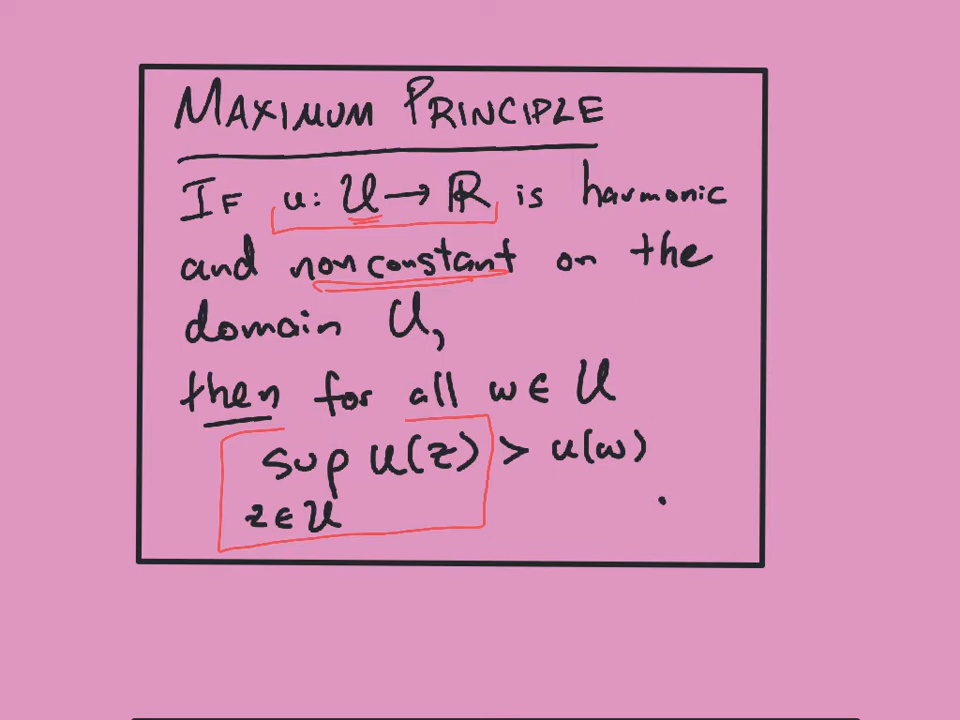 MAXIMUM PRINCIPLE
IF u: U → ℝ is harmonic
and nonconstant on the
domain U,
then for all w ∈ U
sup u(z) > u(w)
z ∈ U